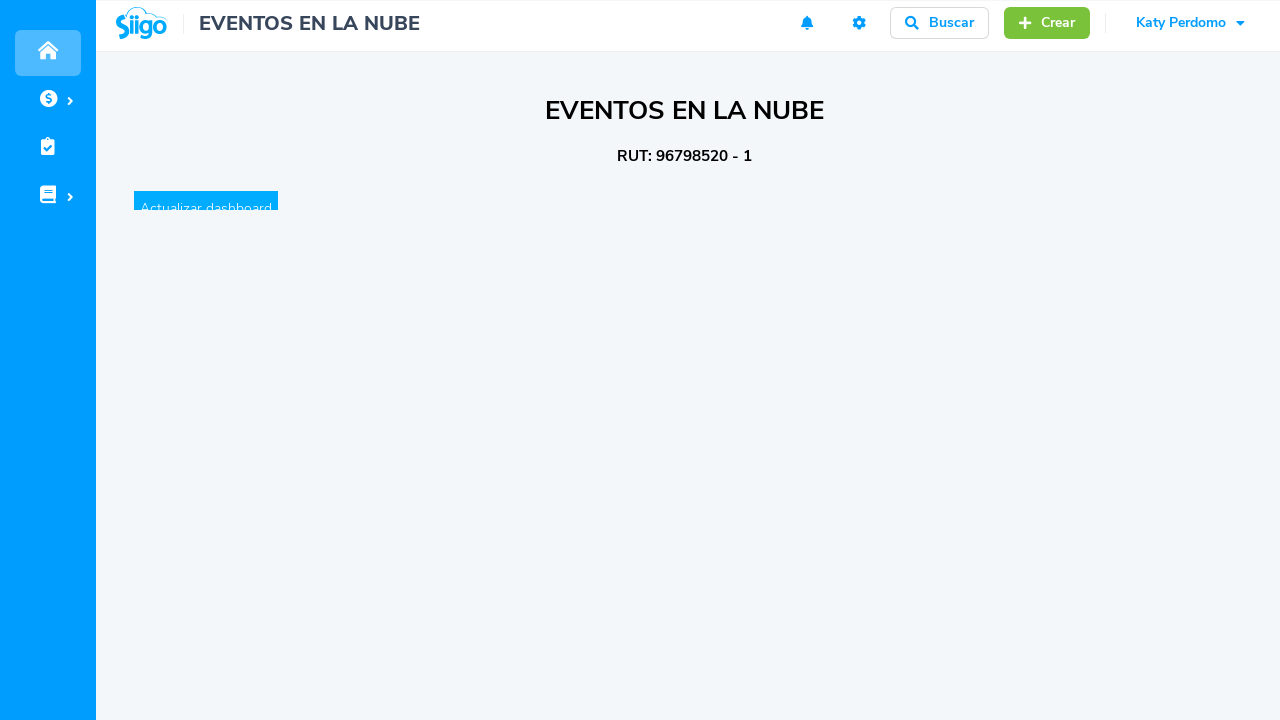 Siigo
EVENTOS EN LA NUBE
Buscar
Crear
Katy Perdomo
EVENTOS EN LA NUBE
RUT: 96798520 - 1
Actualizar dashboard